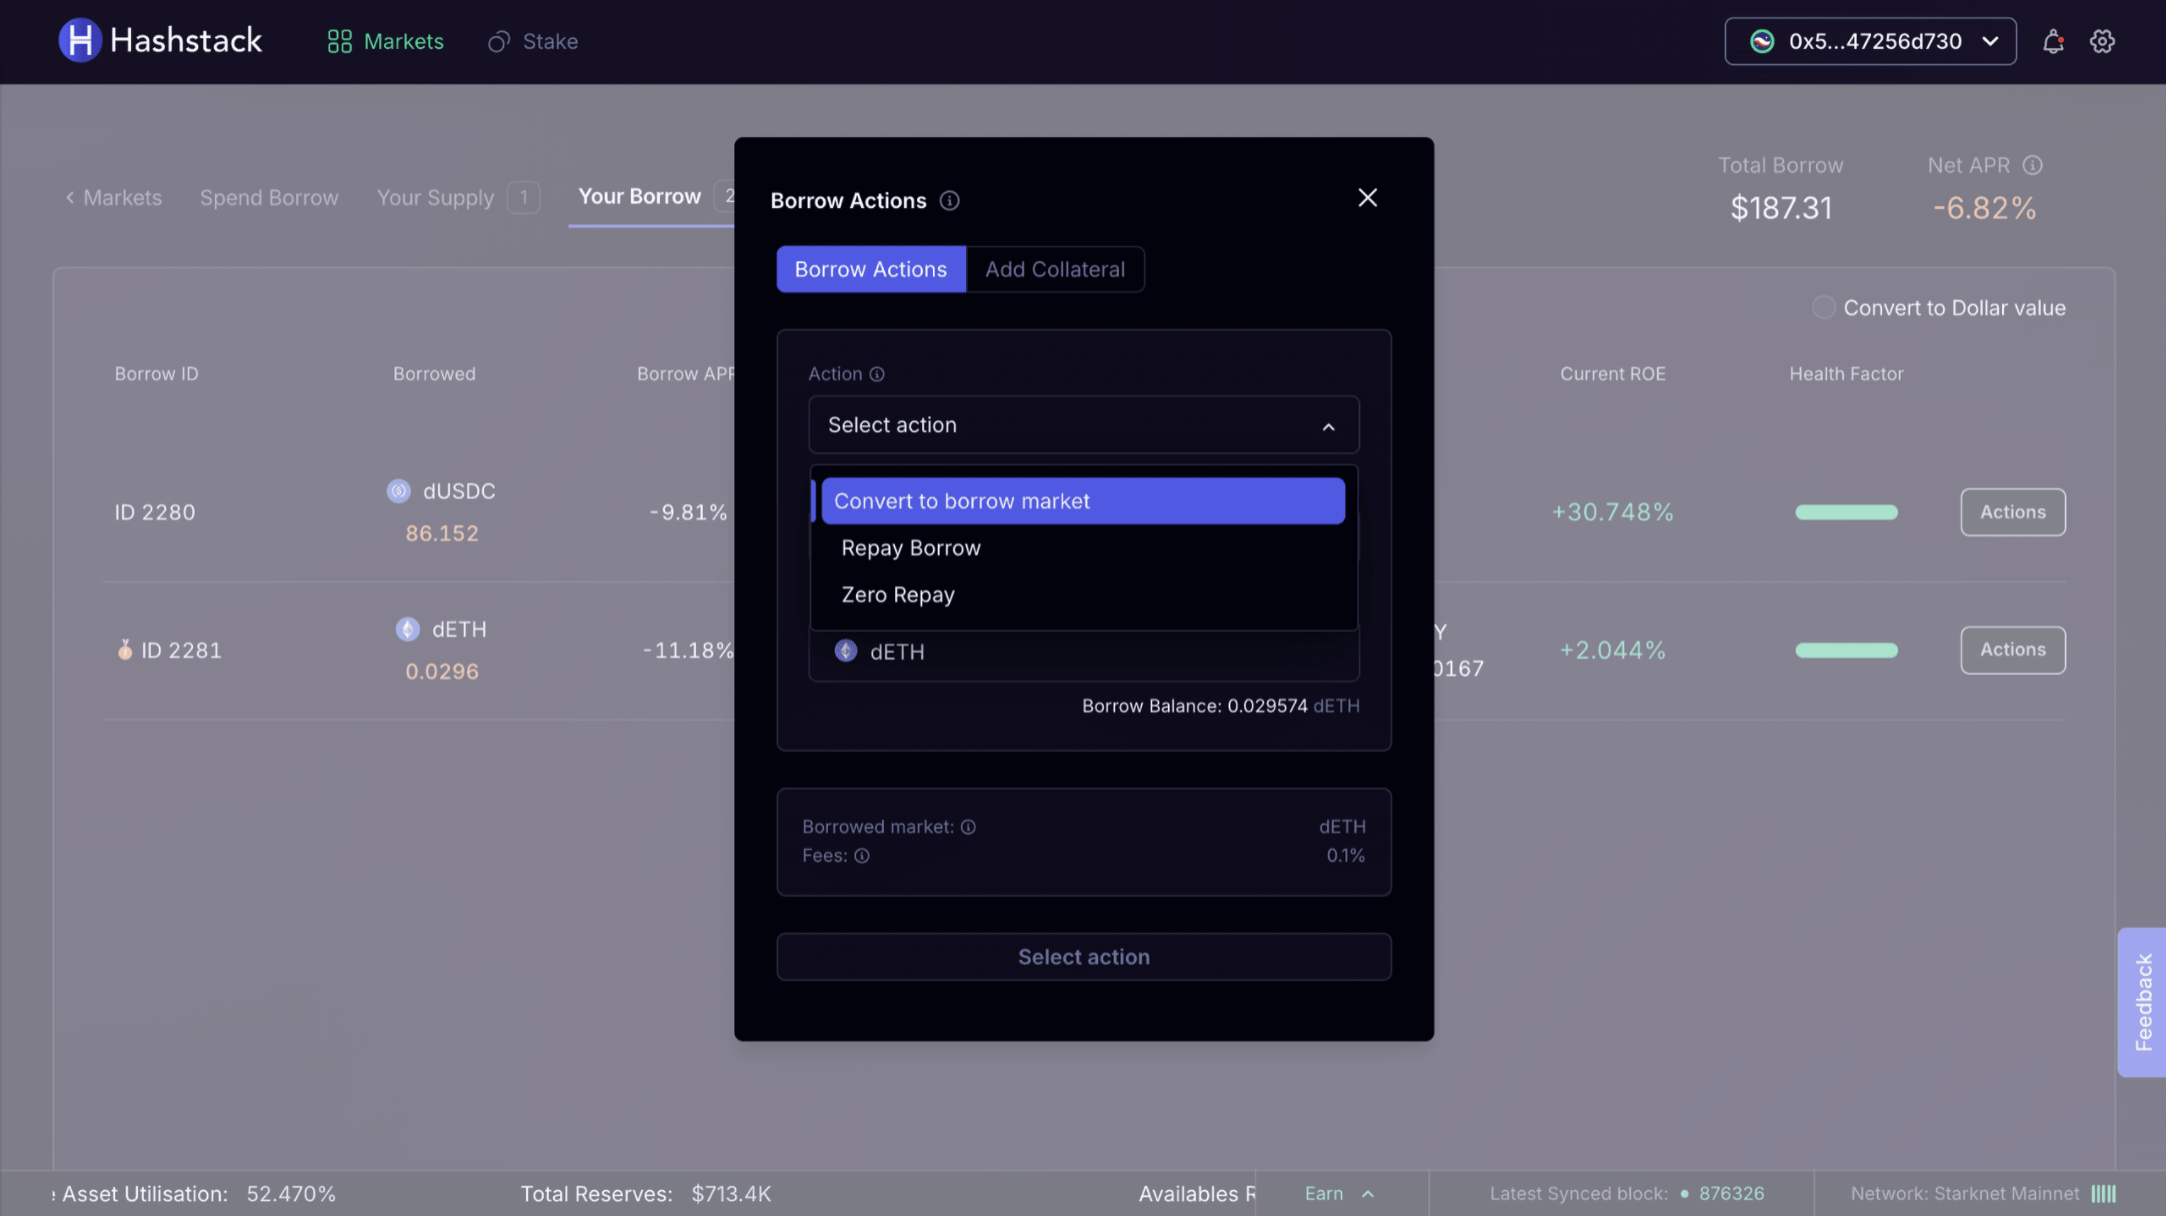 Hashstack
Markets
Stake
0x5...47256d730
Markets
Spend Borrow
Your Supply
1
Your Borrow
2
Total Borrow
$187.31
Net APR
-6.82%
Borrow Actions
Borrow Actions
Add Collateral
Convert to Dollar value
Action
Select action
Convert to borrow market
Repay Borrow
Zero Repay
dETH
Borrow Balance: 0.029574 dETH
Borrowed market:
dETH
Fees:
0.1%
Select action
Borrow ID
Borrowed
Borrow APR
Current ROE
Health Factor
ID 2280
dUSDC
86.152
-9.81%
+30.748%
Actions
ID 2281
dETH
0.0296
-11.18%
Y
0167
+2.044%
Actions
Feedback
Asset Utilisation: 52.470%
Total Reserves: $713.4K
Availables R
Earn
Latest Synced block: 876326
Network: Starknet Mainnet